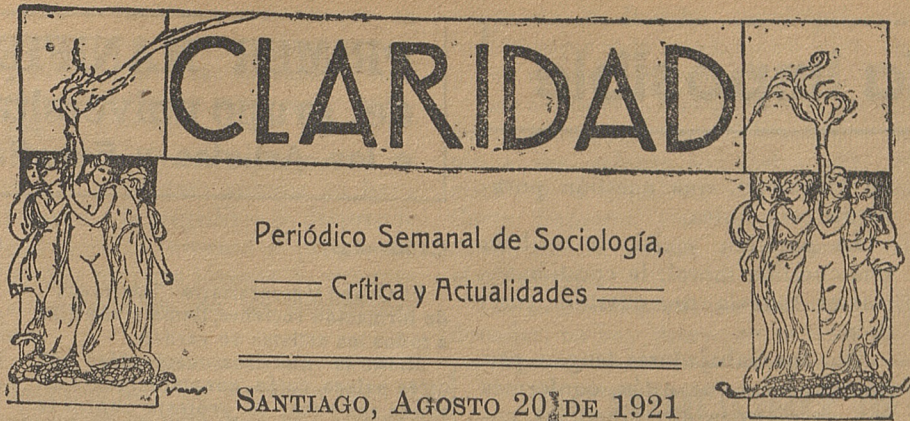 CLARIDAD
Periódico Semanal de Sociología,
Crítica y Actualidades
SANTIAGO, AGOSTO 20 DE 1921